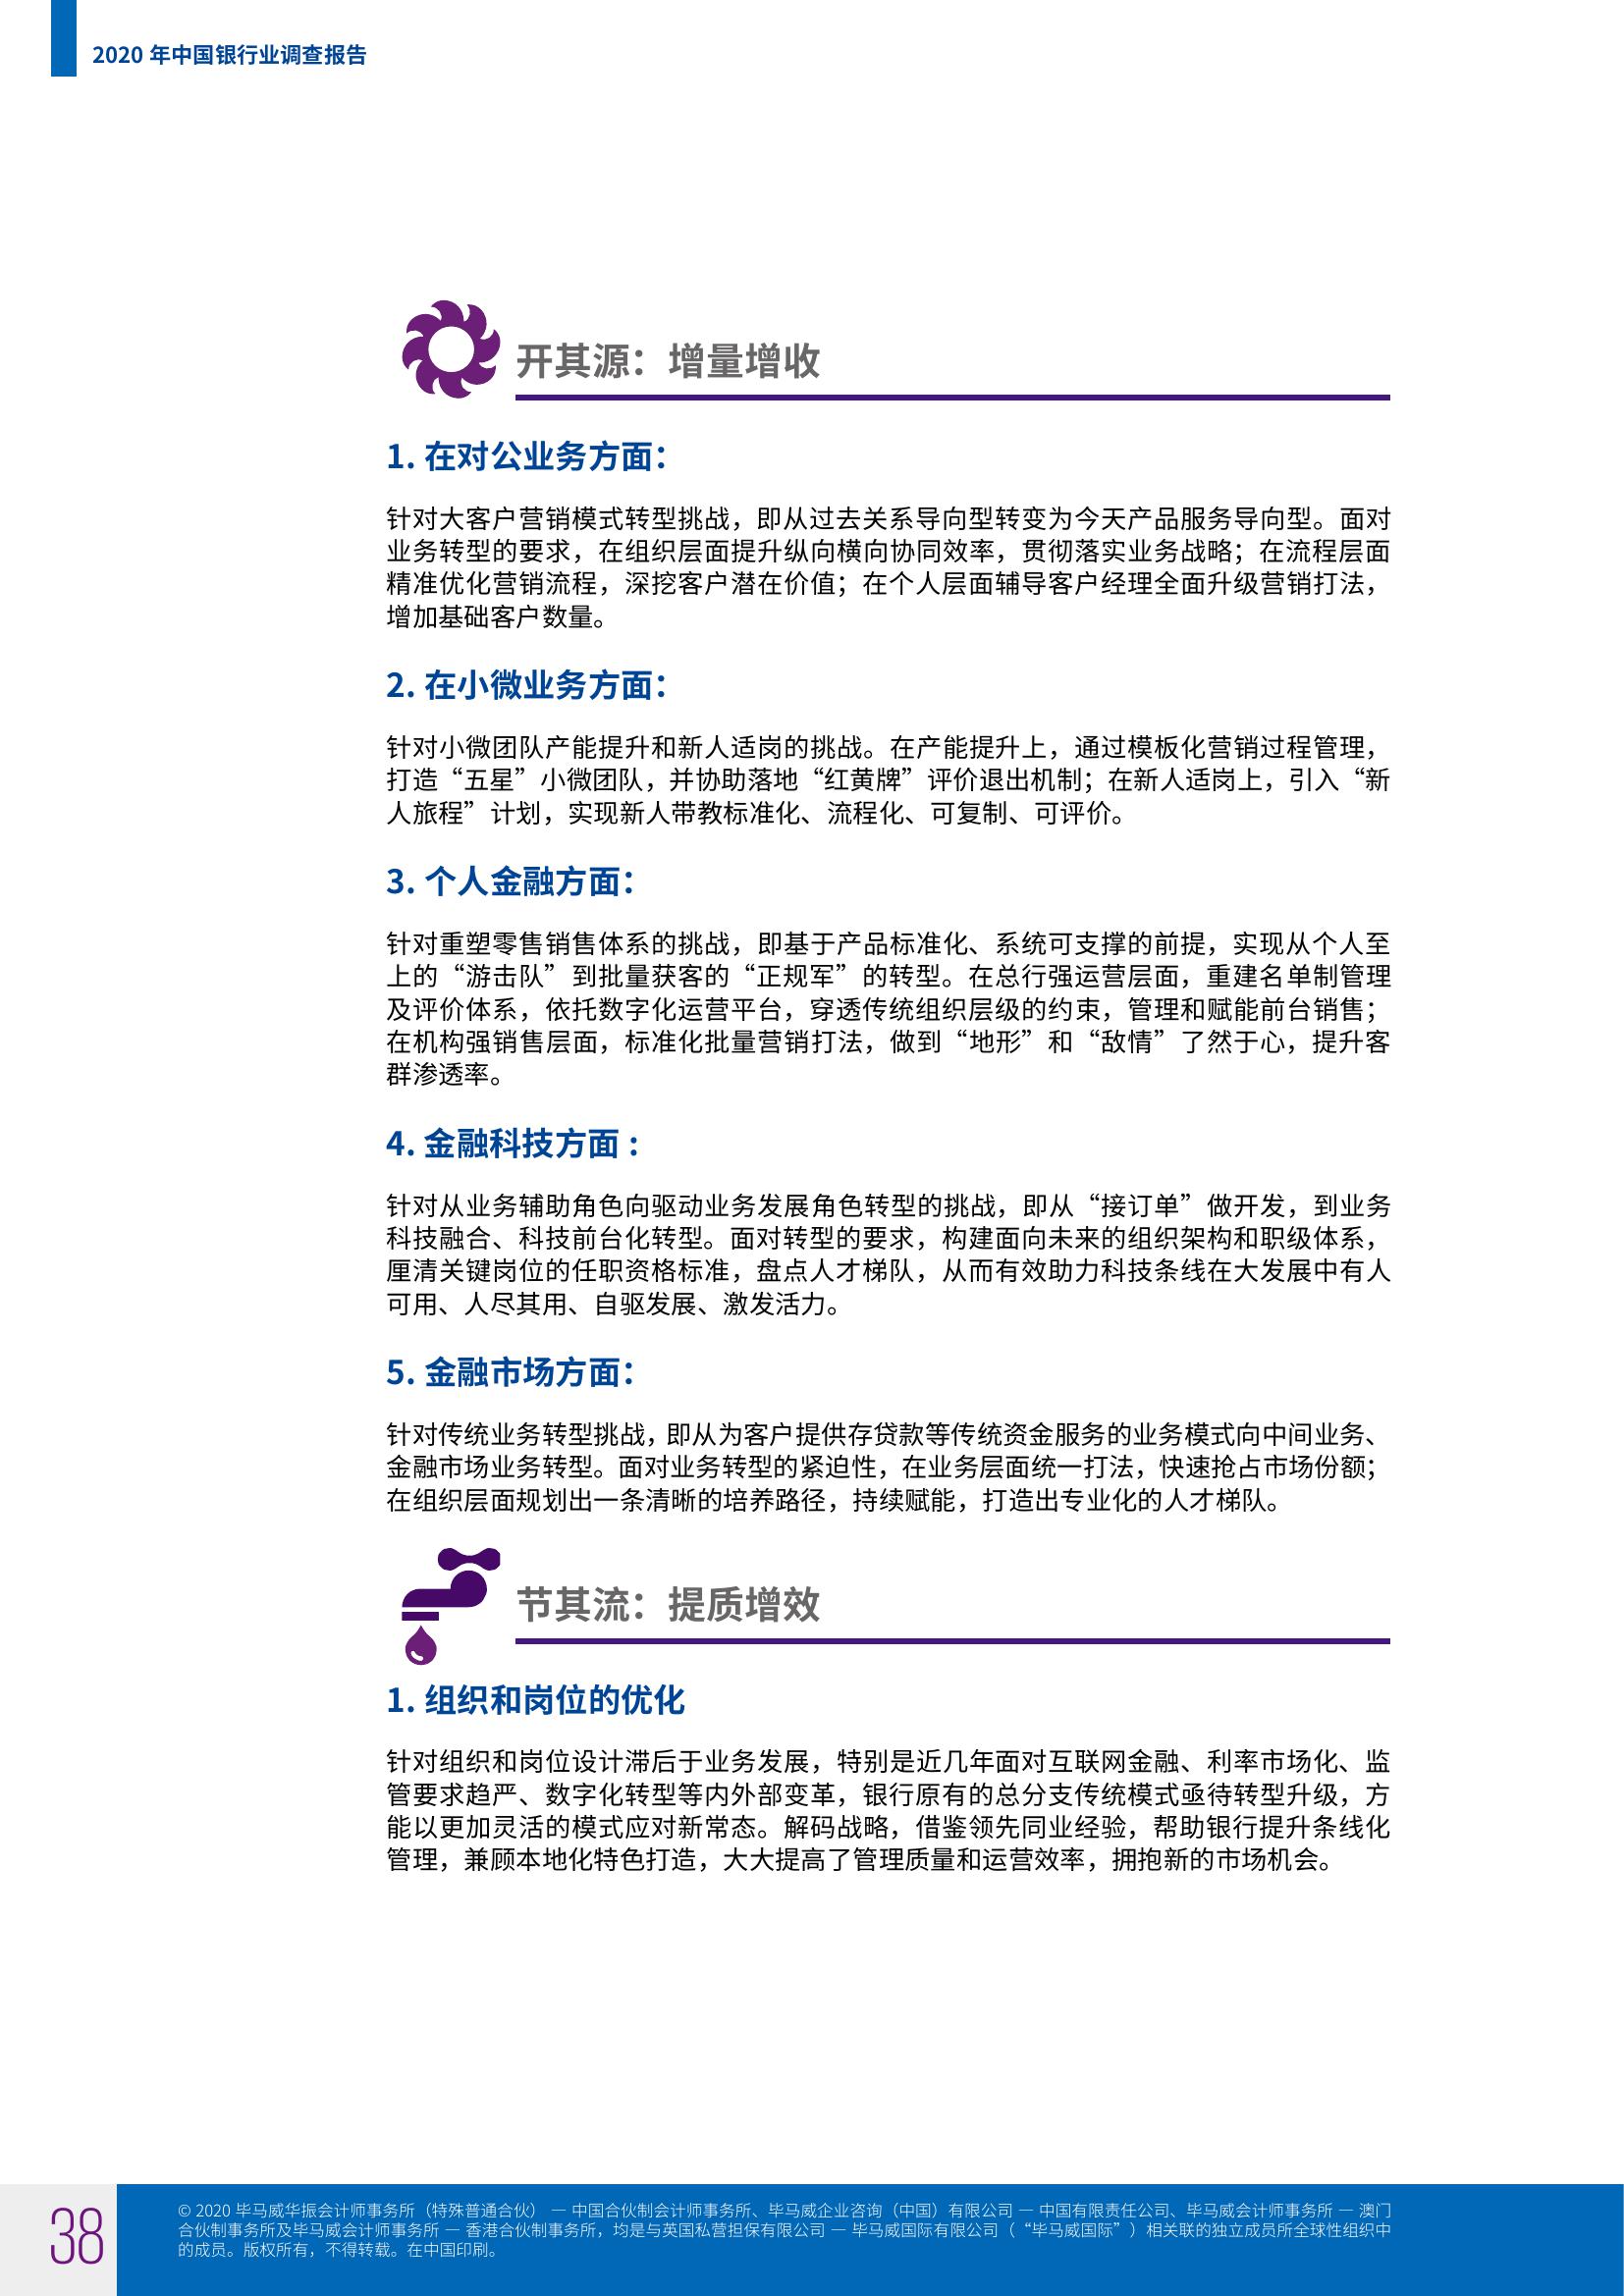 2020 年中国银行业调查报告
开其源：增量增收
1. 在对公业务方面：
针对大客户营销模式转型挑战，即从过去关系导向型转变为今天产品服务导向型。面对
业务转型的要求，在组织层面提升纵向横向协同效率，贯彻落实业务战略；在流程层面
精准优化营销流程，深挖客户潜在价值；在个人层面辅导客户经理全面升级营销打法，
增加基础客户数量。
2. 在小微业务方面：
针对小微团队产能提升和新人适岗的挑战。在产能提升上，通过模板化营销过程管理，
打造“五星”小微团队，并协助落地“红黄牌”评价退出机制；在新人适岗上，引入“新
人旅程”计划，实现新人带教标准化、流程化、可复制、可评价。
3. 个人金融方面：
针对重塑零售销售体系的挑战，即基于产品标准化、系统可支撑的前提，实现从个人至
上的“游击队”到批量获客的“正规军”的转型。在总行强运营层面，重建名单制管理
及评价体系，依托数字化运营平台，穿透传统组织层级的约束，管理和赋能前台销售；
在机构强销售层面，标准化批量营销打法，做到“地形”和“敌情”了然于心，提升客
群渗透率。
4. 金融科技方面 :
针对从业务辅助角色向驱动业务发展角色转型的挑战，即从“接订单”做开发，到业务
科技融合、科技前台化转型。面对转型的要求，构建面向未来的组织架构和职级体系，
厘清关键岗位的任职资格标准，盘点人才梯队，从而有效助力科技条线在大发展中有人
可用、人尽其用、自驱发展、激发活力。
5. 金融市场方面：
针对传统业务转型挑战，即从为客户提供存贷款等传统资金服务的业务模式向中间业务、
金融市场业务转型。面对业务转型的紧迫性，在业务层面统一打法，快速抢占市场份额；
在组织层面规划出一条清晰的培养路径，持续赋能，打造出专业化的人才梯队。
节其流：提质增效
1. 组织和岗位的优化
针对组织和岗位设计滞后于业务发展，特别是近几年面对互联网金融、利率市场化、监
管要求趋严、数字化转型等内外部变革，银行原有的总分支传统模式亟待转型升级，方
能以更加灵活的模式应对新常态。解码战略，借鉴领先同业经验，帮助银行提升条线化
管理，兼顾本地化特色打造，大大提高了管理质量和运营效率，拥抱新的市场机会。
38
© 2020 毕马威华振会计师事务所（特殊普通合伙） — 中国合伙制会计师事务所、毕马威企业咨询（中国）有限公司 — 中国有限责任公司、毕马威会计师事务所 — 澳门
合伙制事务所及毕马威会计师事务所 — 香港合伙制事务所，均是与英国私营担保有限公司 — 毕马威国际有限公司（ “毕马威国际” ）相关联的独立成员所全球性组织中
的成员。版权所有，不得转载。在中国印刷。